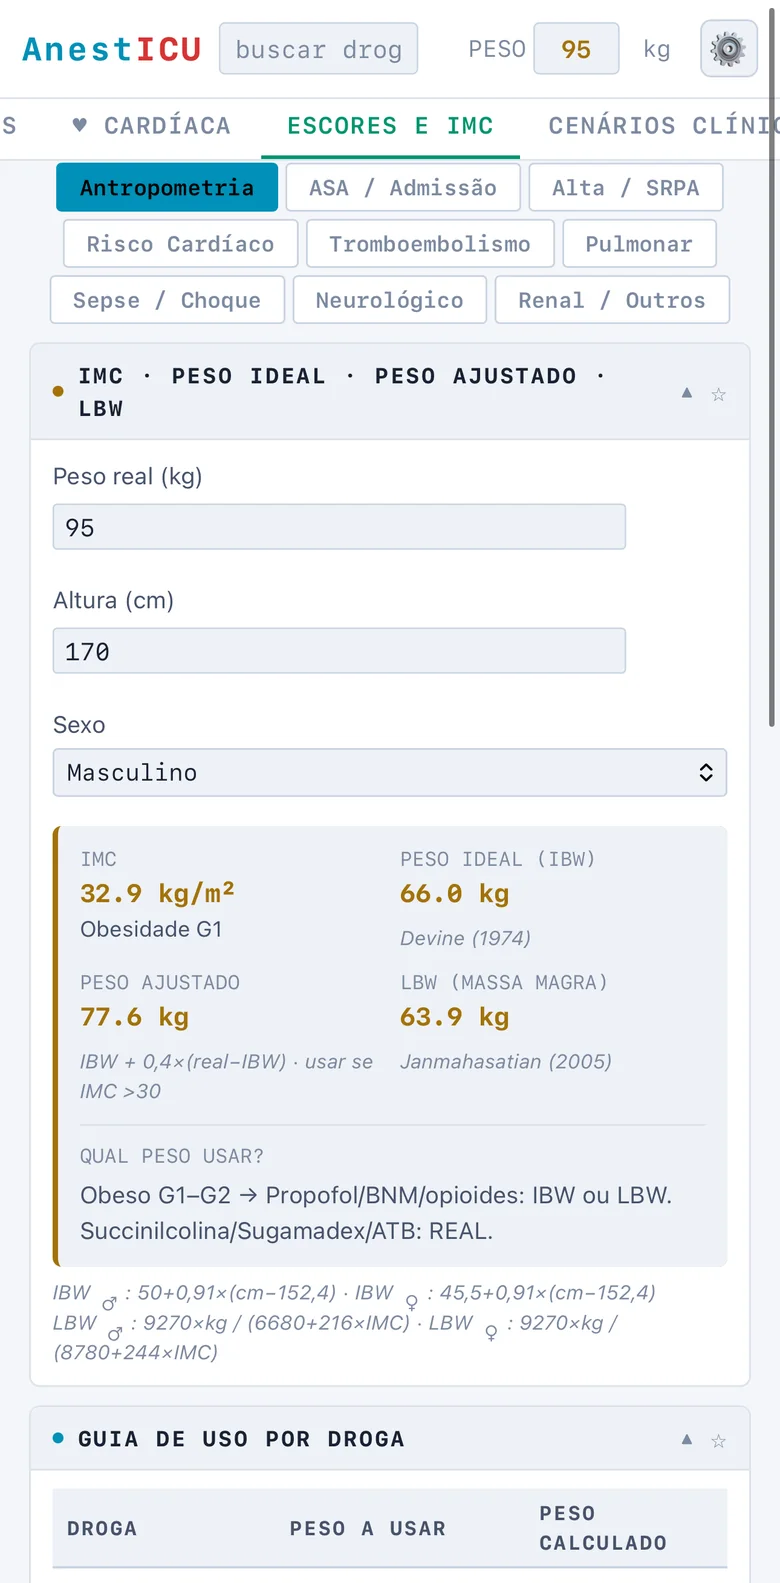 AnestICU buscar drog PESO 95 kg
S ♥ CARDÍACA ESCORES E IMC CENÁRIOS CLÍNIC
Antropometria ASA / Admissão Alta / SRPA
Risco Cardíaco Tromboembolismo Pulmonar
Sepse / Choque Neurológico Renal / Outros
IMC · PESO IDEAL · PESO AJUSTADO ·
LBW ▲ ☆
Peso real (kg)
95
Altura (cm)
170
Sexo
Masculino
IMC
32.9 kg/m²
Obesidade G1
PESO IDEAL (IBW)
66.0 kg
Devine (1974)
PESO AJUSTADO
77.6 kg
IBW + 0,4×(real−IBW) · usar se
IMC >30
LBW (MASSA MAGRA)
63.9 kg
Janmahasatian (2005)
QUAL PESO USAR?
Obeso G1–G2 → Propofol/BNM/opioides: IBW ou LBW.
Succinilcolina/Sugamadex/ATB: REAL.
IBW ♂ : 50+0,91×(cm−152,4) · IBW ♀ : 45,5+0,91×(cm−152,4)
LBW ♂ : 9270×kg / (6680+216×IMC) · LBW ♀ : 9270×kg /
(8780+244×IMC)
GUIA DE USO POR DROGA ▲ ☆
DROGA PESO A USAR PESO
CALCULADO